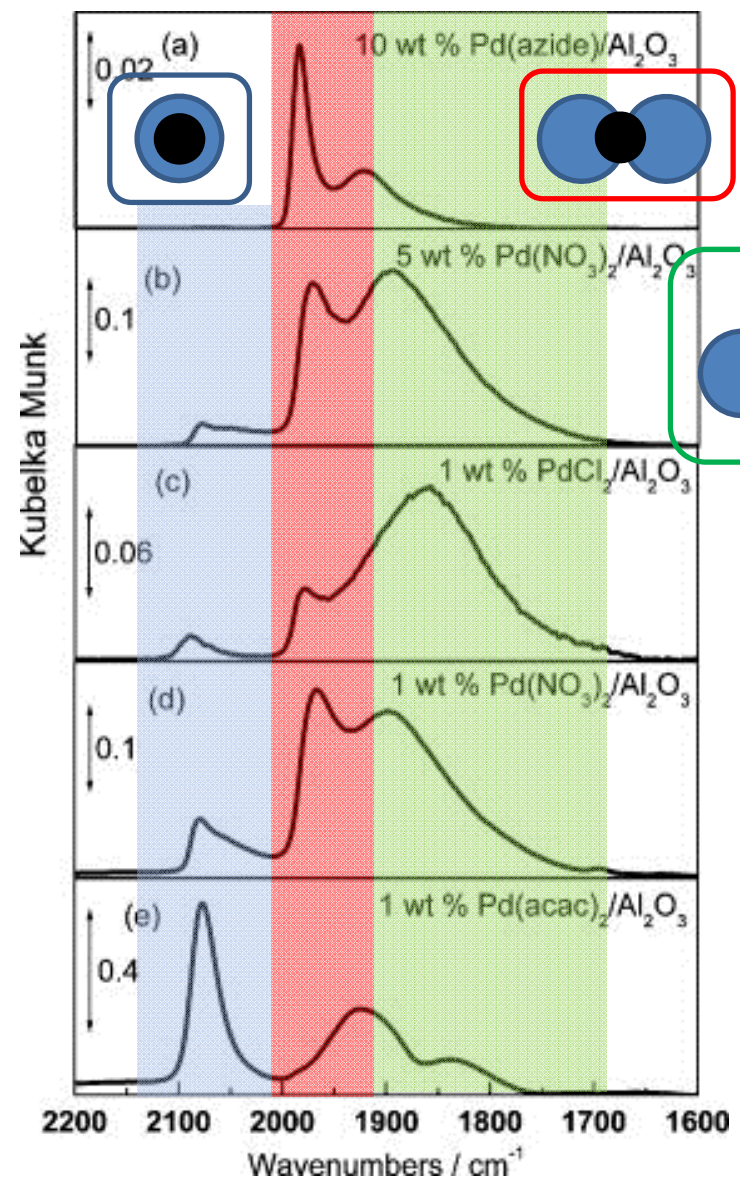 (a)
10 wt % Pd(azide)/Al₂O₃
0.02
(b)
5 wt % Pd(NO₃)₂/Al₂O₃
0.1
(c)
1 wt % PdCl₂/Al₂O₃
0.06
(d)
1 wt % Pd(NO₃)₂/Al₂O₃
0.1
(e)
1 wt % Pd(acac)₂/Al₂O₃
0.4
Kubelka Munk
2200 2100 2000 1900 1800 1700 1600
Wavenumbers / cm⁻¹